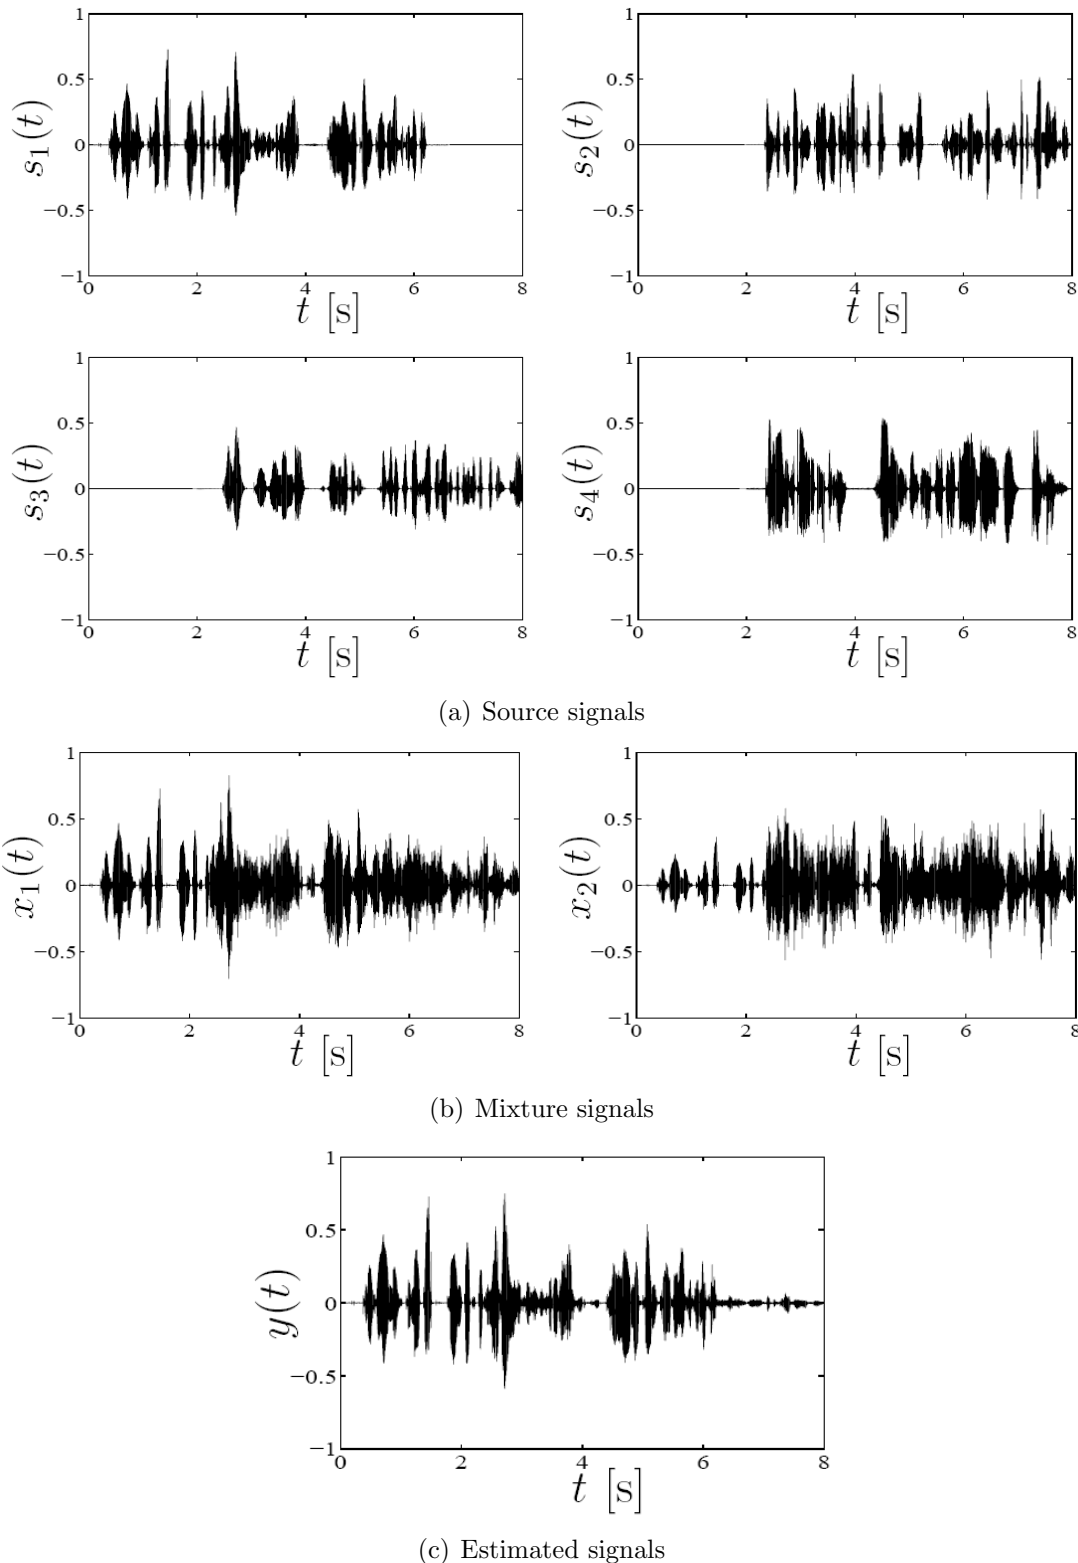 1
0.5
0
−0.5
−1
s1(t)
0 2 4 6 8
t [s]
1
0.5
0
−0.5
−1
s2(t)
0 2 4 6 8
t [s]
1
0.5
0
−0.5
−1
s3(t)
0 2 4 6 8
t [s]
1
0.5
0
−0.5
−1
s4(t)
0 2 4 6 8
t [s]
(a) Source signals
1
0.5
0
−0.5
−1
x1(t)
0 2 4 6 8
t [s]
1
0.5
0
−0.5
−1
x2(t)
0 2 4 6 8
t [s]
(b) Mixture signals
1
0.5
0
−0.5
−1
y(t)
0 2 4 6 8
t [s]
(c) Estimated signals